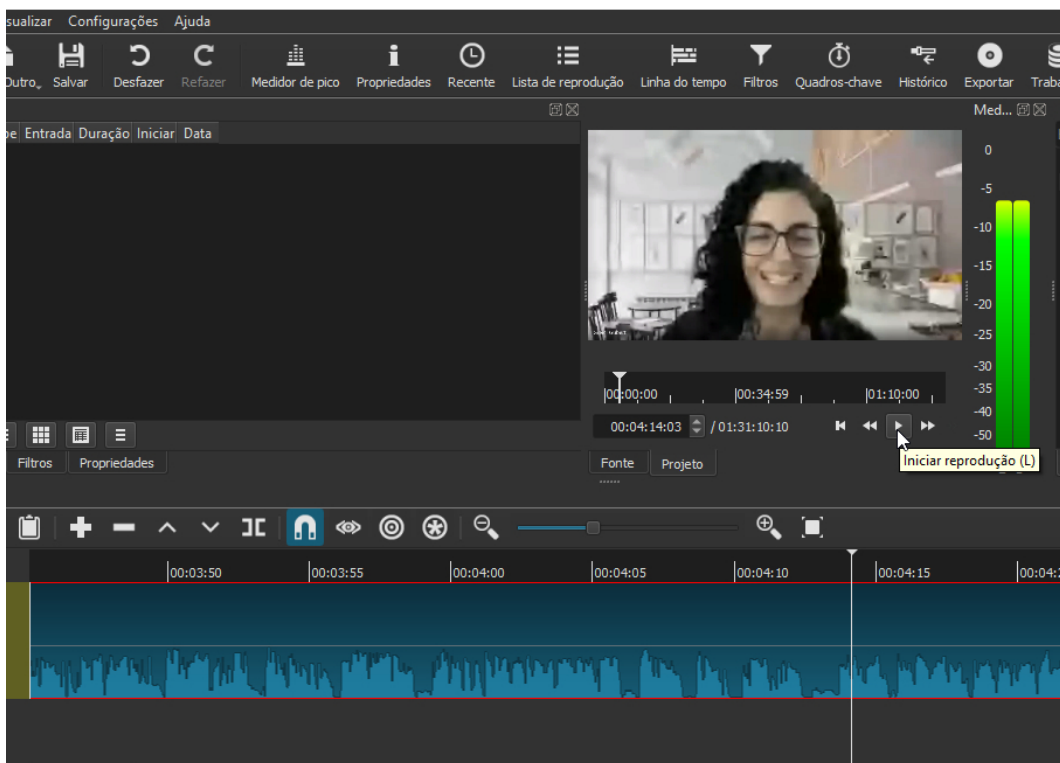 sualizar Configurações Ajuda
Outro Salvar Desfazer Refazer Medidor de pico Propriedades Recente Lista de reprodução Linha do tempo Filtros Quadros-chave Histórico Exportar Traba
Med...
pe Entrada Duração Iniciar Data
0
-5
-10
-15
-20
-25
-30
-35
-40
-50
00:00:00 00:34:59 01:10:00
00:04:14:03 / 01:31:10:10
Iniciar reprodução (L)
Filtros Propriedades
Fonte Projeto
00:03:50 00:03:55 00:04:00 00:04:05 00:04:10 00:04:15 00:04: